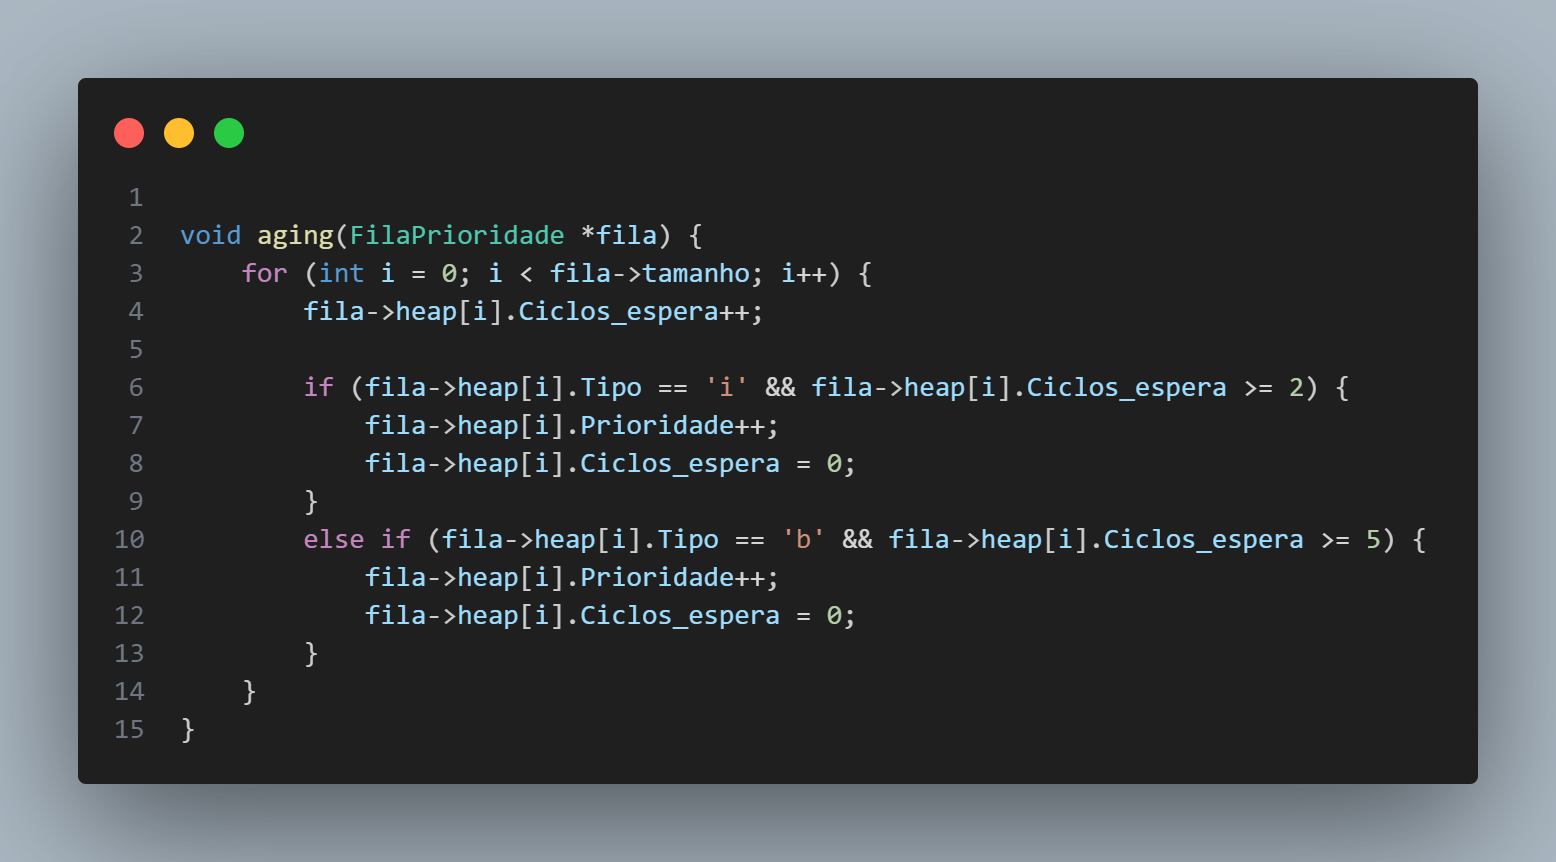 1
2 void aging(FilaPrioridade *fila) {
3     for (int i = 0; i < fila->tamanho; i++) {
4         fila->heap[i].Ciclos_espera++;
5
6         if (fila->heap[i].Tipo == 'i' && fila->heap[i].Ciclos_espera >= 2) {
7             fila->heap[i].Prioridade++;
8             fila->heap[i].Ciclos_espera = 0;
9         }
10         else if (fila->heap[i].Tipo == 'b' && fila->heap[i].Ciclos_espera >= 5) {
11             fila->heap[i].Prioridade++;
12             fila->heap[i].Ciclos_espera = 0;
13         }
14     }
15 }